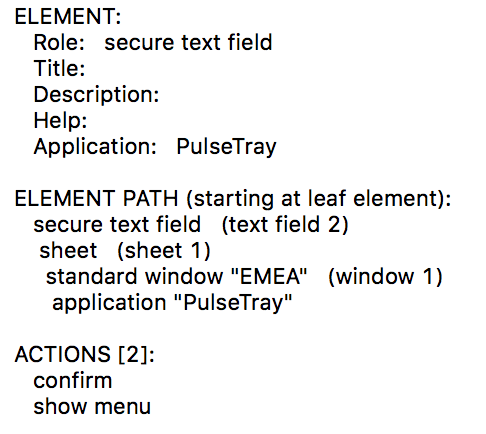 ELEMENT:
Role: secure text field
Title:
Description:
Help:
Application: PulseTray
ELEMENT PATH (starting at leaf element):
secure text field (text field 2)
sheet (sheet 1)
standard window "EMEA" (window 1)
application "PulseTray"
ACTIONS [2]:
confirm
show menu